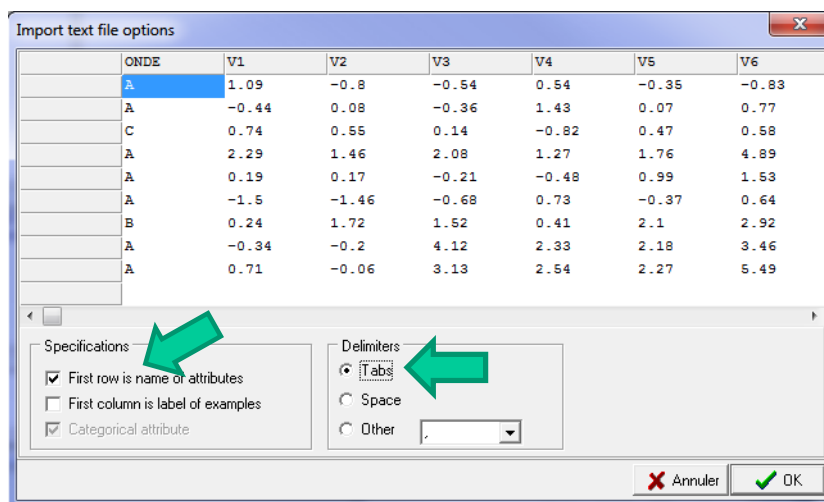 Import text file options
ONDE V1 V2 V3 V4 V5 V6
A 1.09 -0.8 -0.54 0.54 -0.35 -0.83
A -0.44 0.08 -0.36 1.43 0.07 0.77
C 0.74 0.55 0.14 -0.82 0.47 0.58
A 2.29 1.46 2.08 1.27 1.76 4.89
A 0.19 0.17 -0.21 -0.48 0.99 1.53
A -1.5 -1.46 -0.68 0.73 -0.37 0.64
B 0.24 1.72 1.52 0.41 2.1 2.92
A -0.34 -0.2 4.12 2.33 2.18 3.46
A 0.71 -0.06 3.13 2.54 2.27 5.49
Specifications
First row is name of attributes
First column is label of examples
Categorical attribute
Delimiters
Tabs
Space
Other ,
Annuler OK